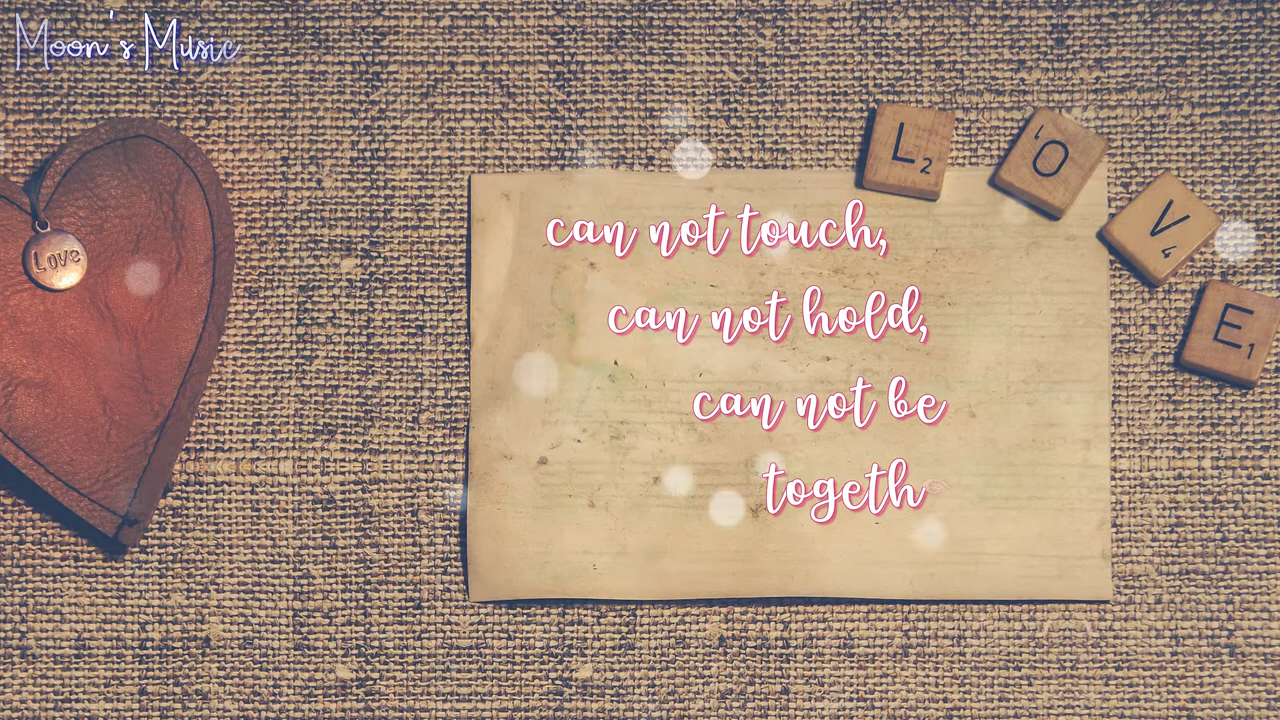 Moon's Music
Love
L2
O1
V4
E1
can not touch,
can not hold,
can not be
togeth